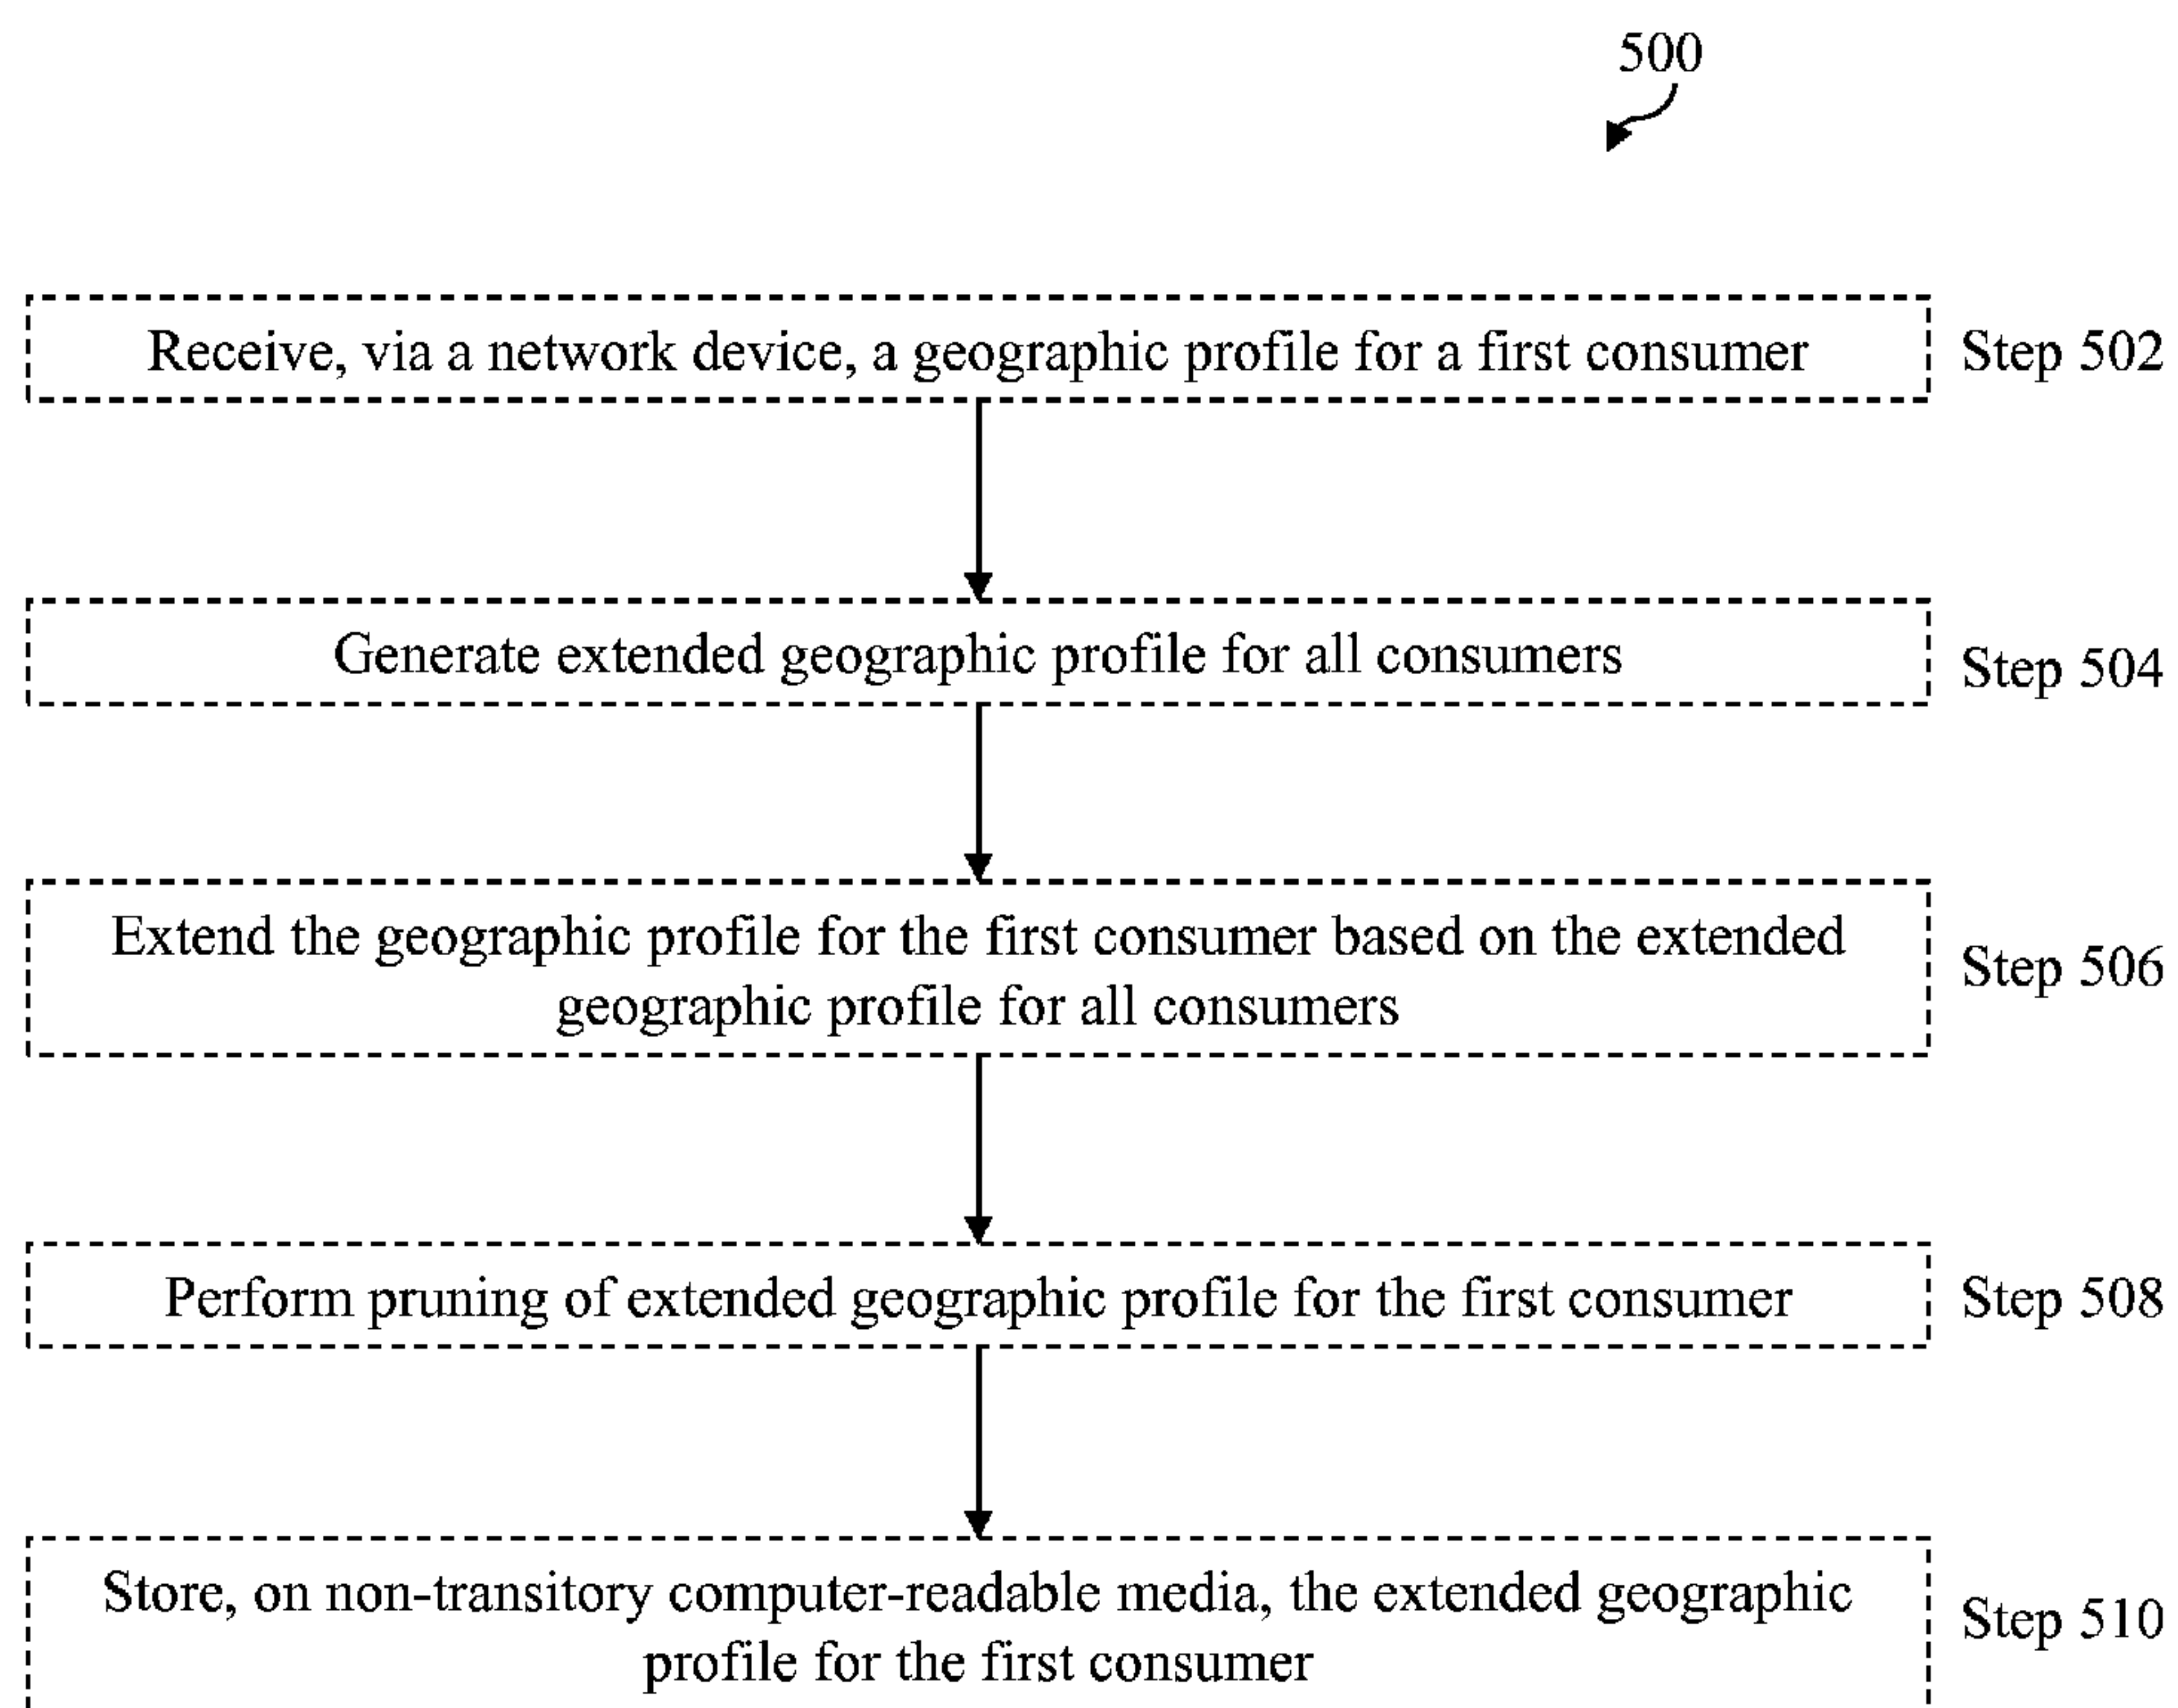 500
Receive, via a network device, a geographic profile for a first consumer
Step 502
Generate extended geographic profile for all consumers
Step 504
Extend the geographic profile for the first consumer based on the extended
geographic profile for all consumers
Step 506
Perform pruning of extended geographic profile for the first consumer
Step 508
Store, on non-transitory computer-readable media, the extended geographic
profile for the first consumer
Step 510